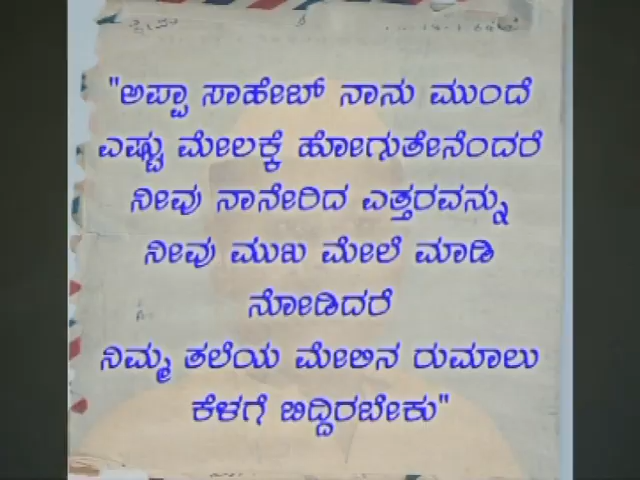 "ಅಪ್ಪಾ ಸಾಹೇಬ್ ನಾನು ಮುಂದೆ
ಎಷ್ಟು ಮೇಲಕ್ಕೆ ಹೋಗುತೇನೆಂದರೆ
ನೀವು ನಾನೇರಿದ ಎತ್ತರವನ್ನು
ನೀವು ಮುಖ ಮೇಲೆ ಮಾಡಿ
ನೋಡಿದರೆ
ನಿಮ್ಮ ತಲೆಯ ಮೇಲಿನ ರುಮಾಲು
ಕೆಳಗೆ ಬಿದ್ದಿರಬೇಕು"